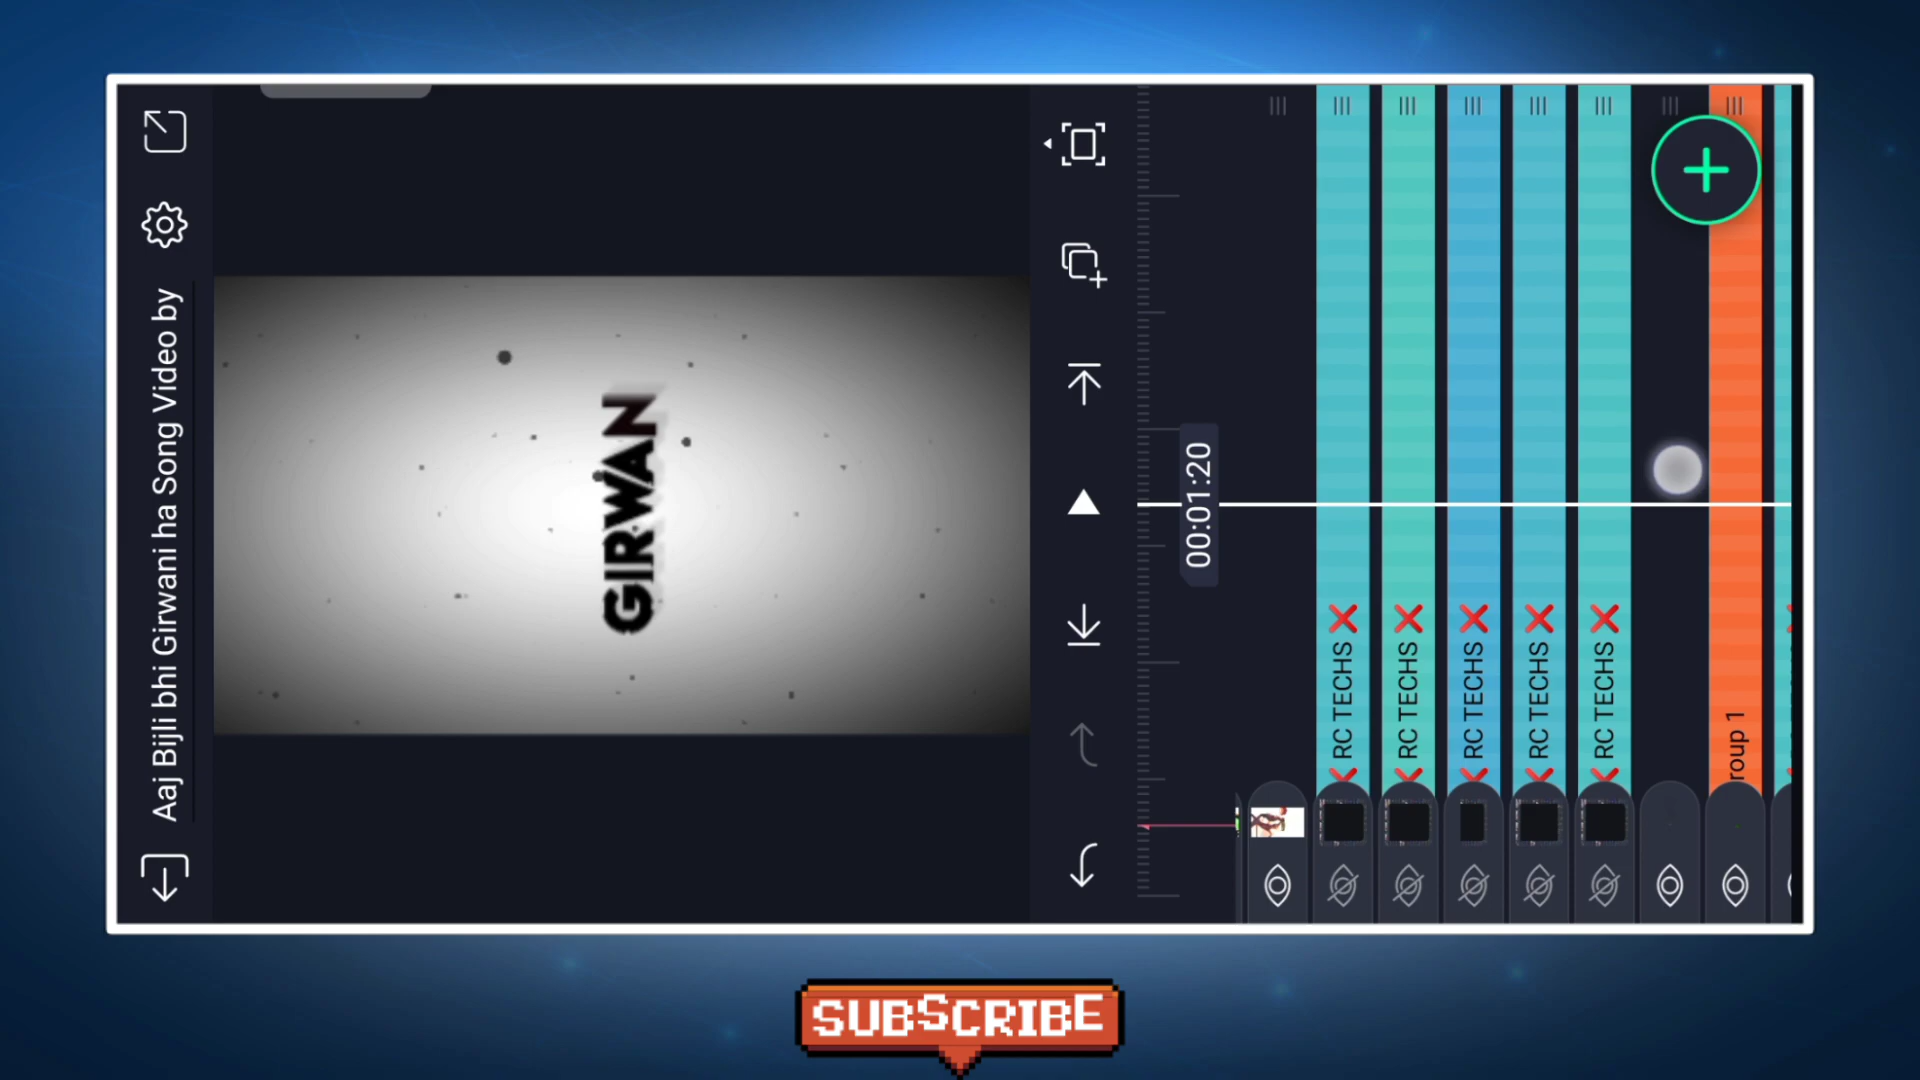 Aaj Bijli bhi Girwani ha Song Video by
GIRWAN
00:01:20
RC TECHS
RC TECHS
RC TECHS
RC TECHS
RC TECHS
roup 1
SUBSCRIBE